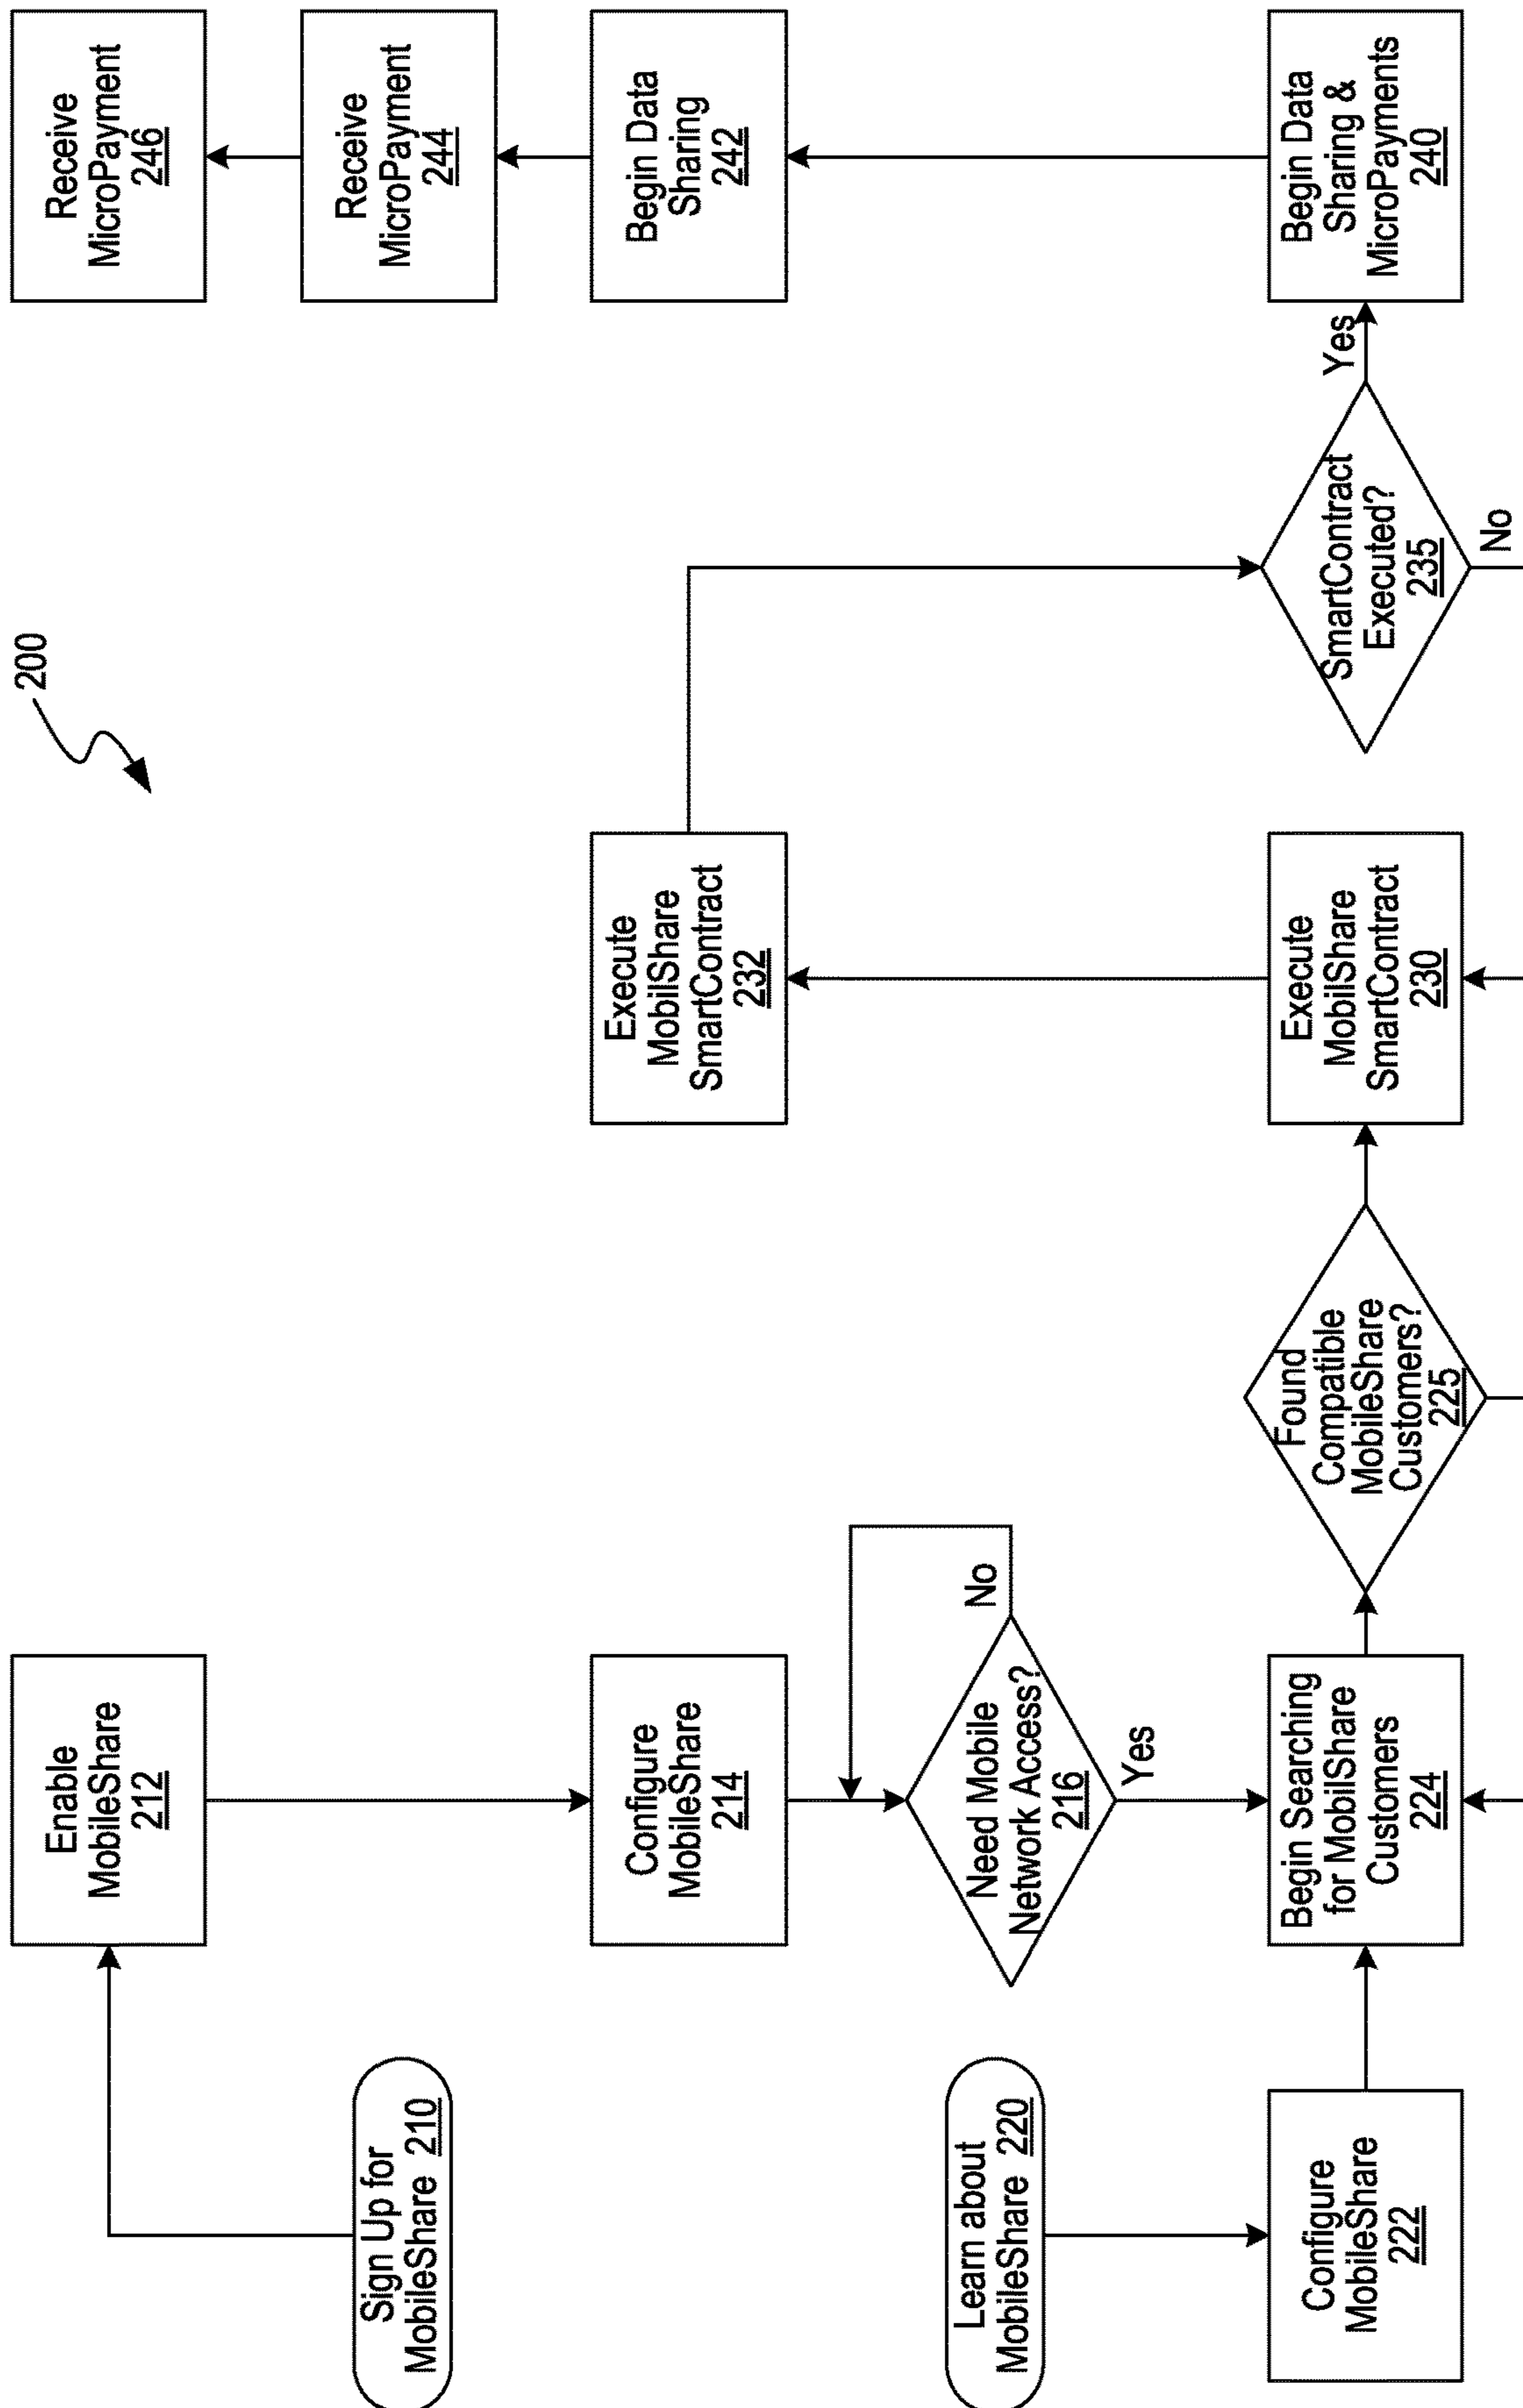 200
Sign Up for
MobileShare 210
Enable
MobileShare
212
Configure
MobileShare
214
Need Mobile
Network Access?
216
No
Yes
Learn about
MobileShare 220
Configure
MobileShare
222
Begin Searching
for MobilShare
Customers
224
Found
Compatible
MobileShare
Customers?
225
Execute
MobilShare
SmartContract
230
Execute
MobilShare
SmartContract
232
SmartContract
Executed?
235
No
Yes
Begin Data
Sharing &
MicroPayments
240
Begin Data
Sharing
242
Receive
MicroPayment
244
Receive
MicroPayment
246